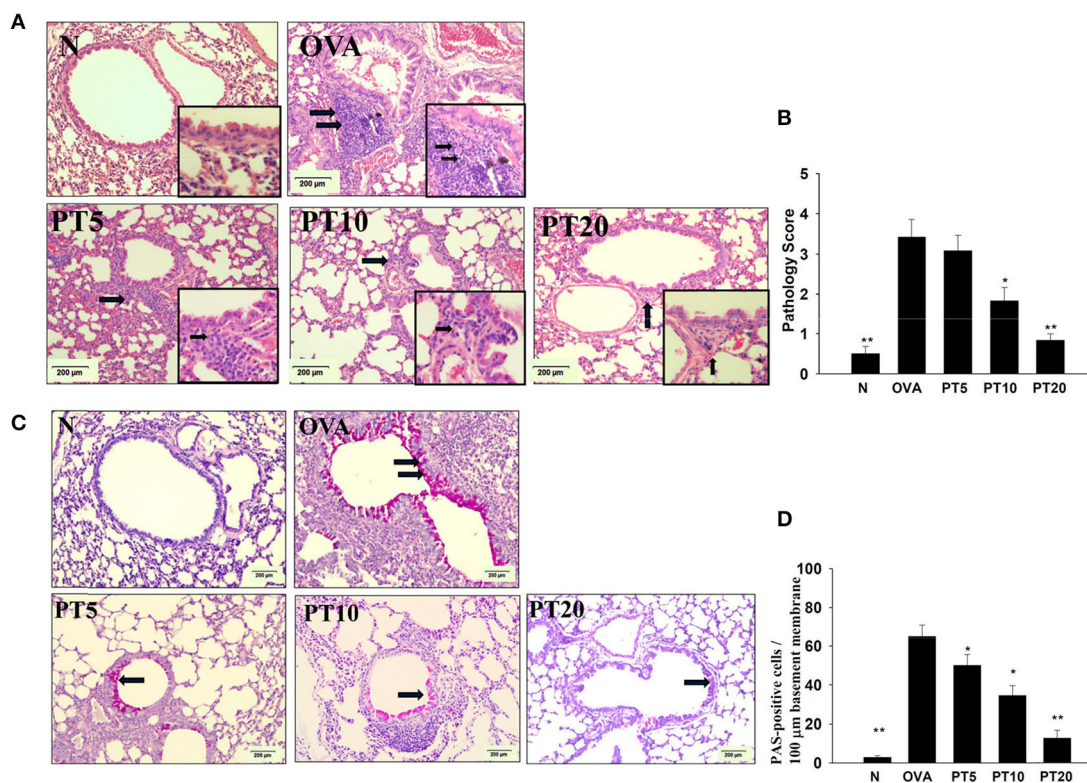 A
N
OVA
200 µm
PT5
PT10
PT20
200 µm
200 µm
200 µm
B
Pathology Score
5
4
3
2
1
0
**
*
**
N OVA PT5 PT10 PT20
C
N
OVA
200 µm
200 µm
PT5
PT10
PT20
200 µm
200 µm
200 µm
D
PAS-positive cells /
100 µm basement membrane
100
80
60
40
20
0
**
*
*
**
N OVA PT5 PT10 PT20